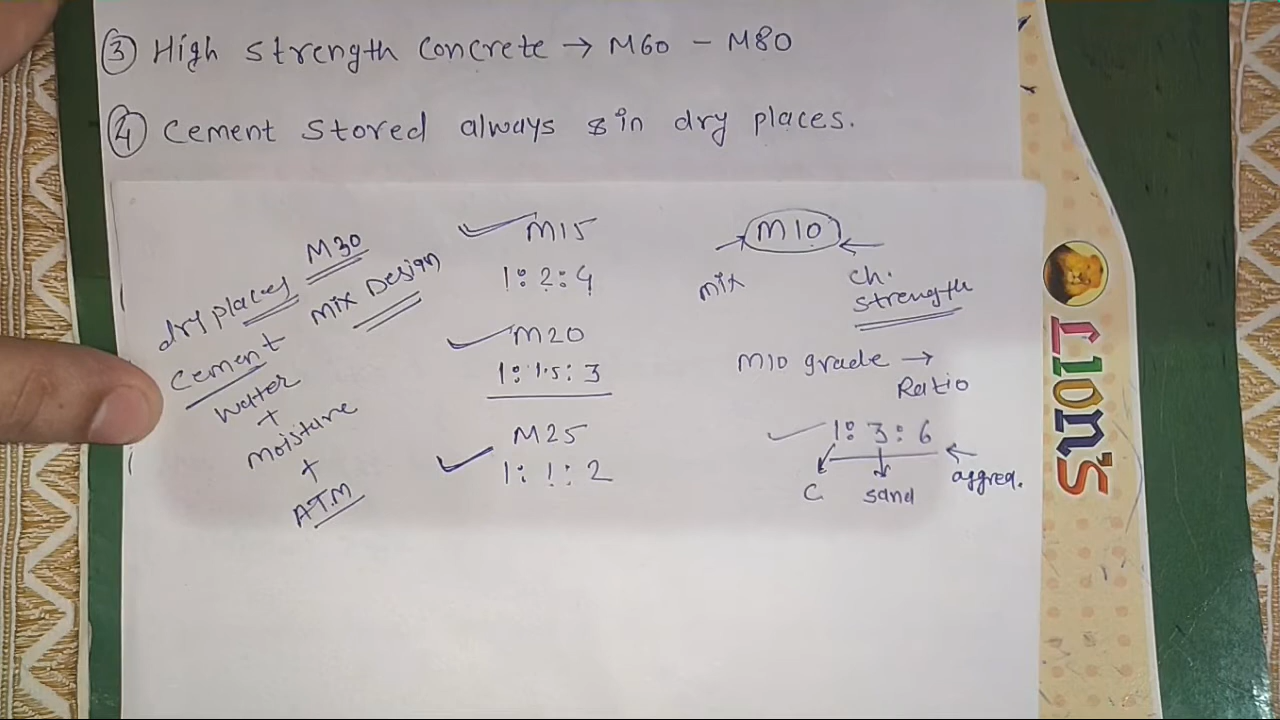 ③ High strength concrete → M60 - M80
④ Cement stored always s in dry places.
M30
Mix Design
dry places
Cement
Water
+
Moisture
+
ATM
M15
1:2:4
M20
1:1.5:3
M25
1:1:2
M10
mix
ch.
strength
M10 grade →
Ratio
1:3:6
C
sand
aggrea.
LION'S